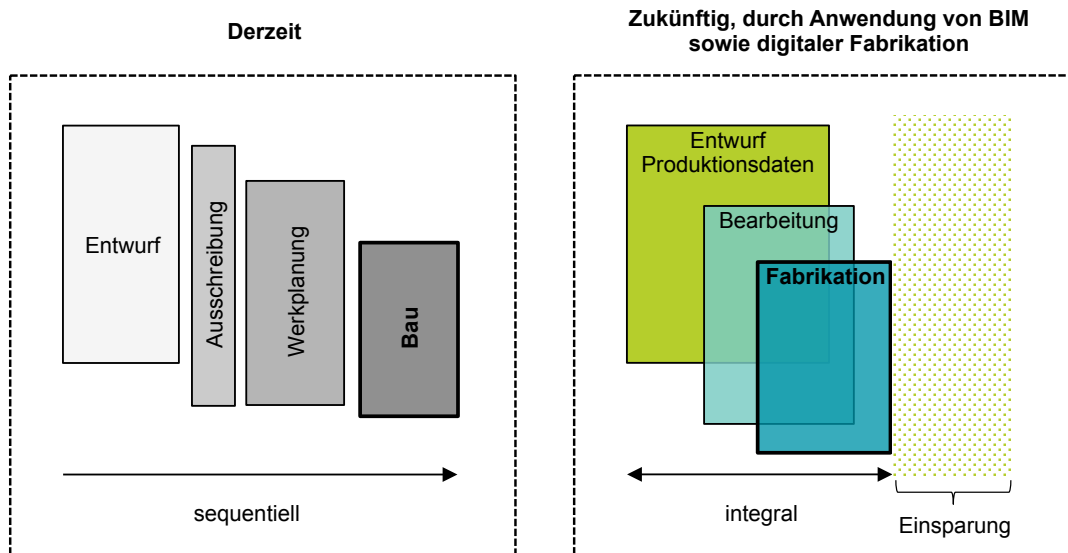 Derzeit
Entwurf
Ausschreibung
Werkplanung
Bau
sequentiell
Zukünftig, durch Anwendung von BIM
sowie digitaler Fabrikation
Entwurf
Produktionsdaten
Bearbeitung
Fabrikation
integral
Einsparung